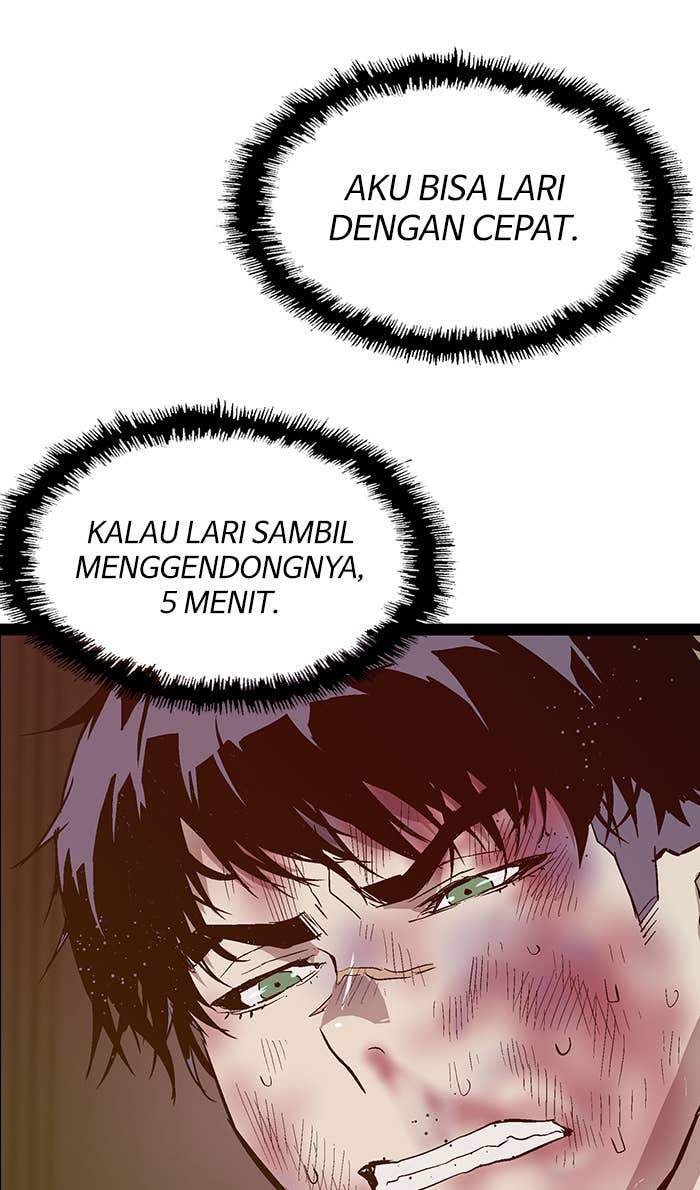 AKU BISA LARI
DENGAN CEPAT.
KALAU LARI SAMBIL
MENGGENDONGNYA,
5 MENIT.